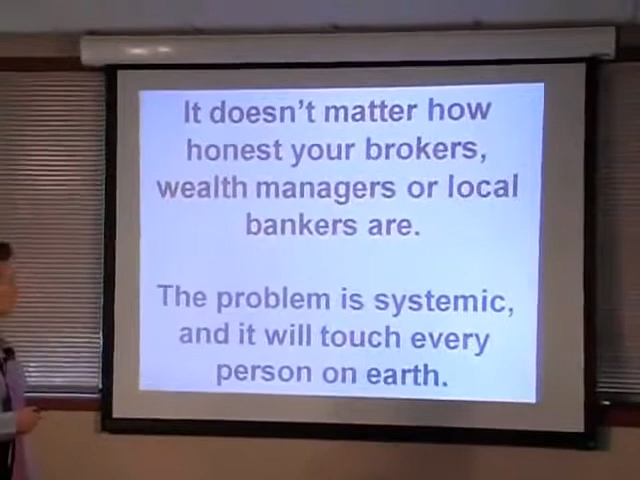 It doesn't matter how
honest your brokers,
wealth managers or local
bankers are.
The problem is systemic,
and it will touch every
person on earth.